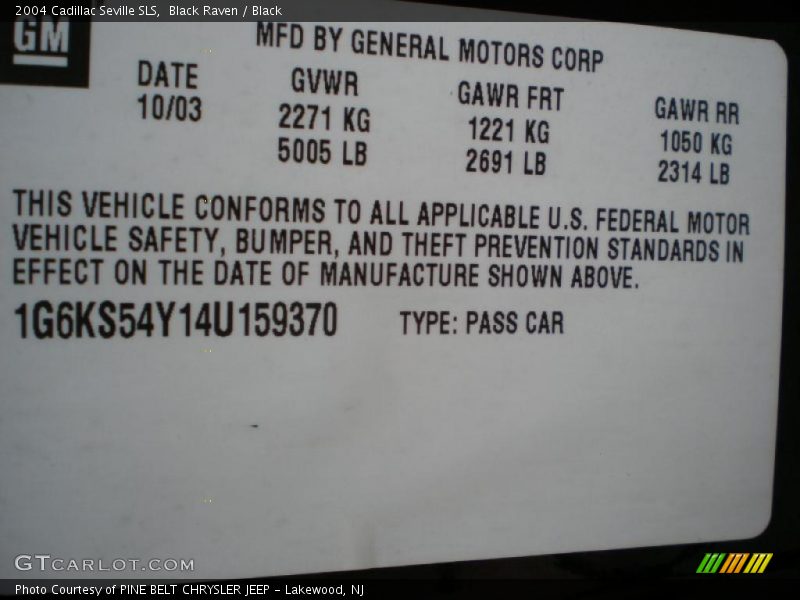 2004 Cadillac Seville SLS, Black Raven / Black
GM
MFD BY GENERAL MOTORS CORP
DATE GVWR GAWR FRT GAWR RR
10/03 2271 KG 1221 KG 1050 KG
5005 LB 2691 LB 2314 LB
THIS VEHICLE CONFORMS TO ALL APPLICABLE U.S. FEDERAL MOTOR
VEHICLE SAFETY, BUMPER, AND THEFT PREVENTION STANDARDS IN
EFFECT ON THE DATE OF MANUFACTURE SHOWN ABOVE.
1G6KS54Y14U159370 TYPE: PASS CAR
GTCARLOT.COM
Photo Courtesy of PINE BELT CHRYSLER JEEP - Lakewood, NJ